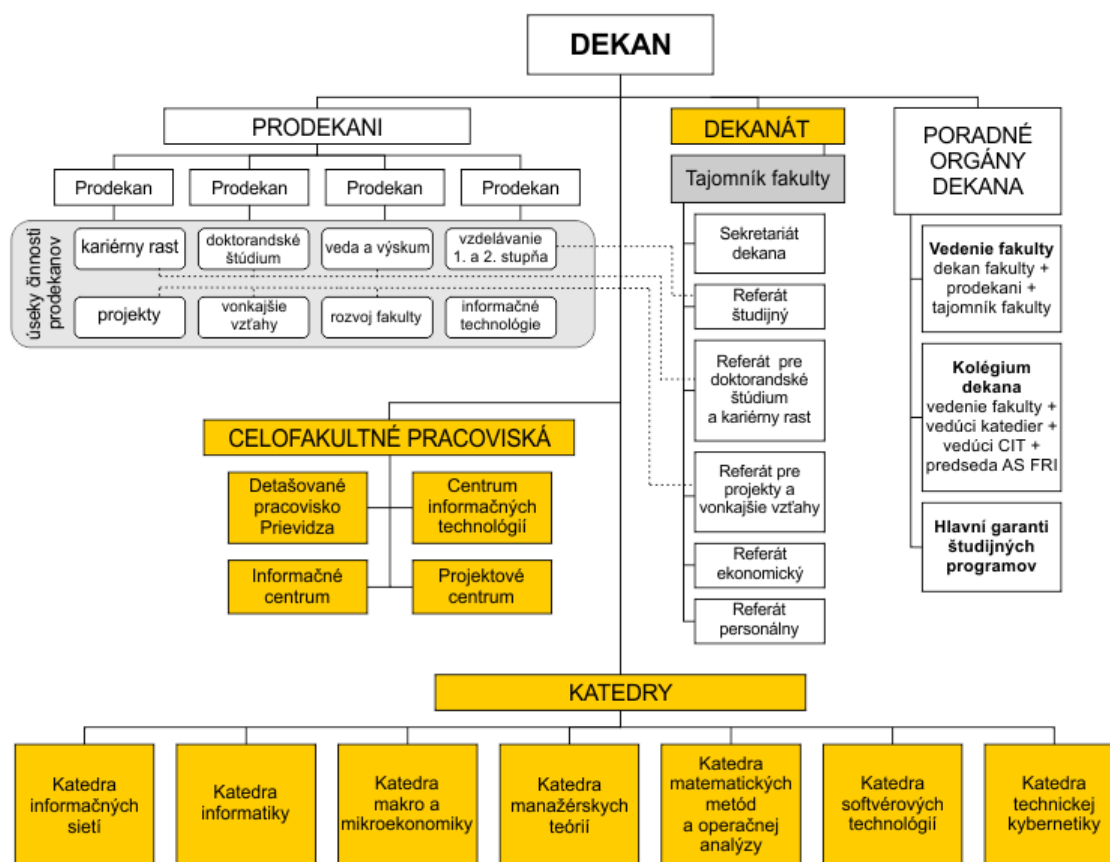 DEKAN
PRODEKANI
Prodekan
Prodekan
Prodekan
Prodekan
úseky činnosti
prodekanov
kariérny rast
doktorandské
štúdium
veda a výskum
vzdelávanie
1. a 2. stupňa
projekty
vonkajšie
vzťahy
rozvoj fakulty
informačné
technológie
DEKANÁT
Tajomník fakulty
Sekretariát
dekana
Referát
študijný
Referát pre
doktorandské
štúdium
a kariérny rast
Referát pre
projekty a
vonkajšie vzťahy
Referát
ekonomický
Referát
personálny
PORADNÉ
ORGÁNY
DEKANA
Vedenie fakulty
dekan fakulty +
prodekani +
tajomník fakulty
Kolégium
dekana
vedenie fakulty +
vedúci katedier +
vedúci CIT +
predseda AS FRI
Hlavní garanti
študijných
programov
CELOFAKULTNÉ PRACOVISKÁ
Detašované
pracovisko
Prievidza
Centrum
informačných
technológií
Informačné
centrum
Projektové
centrum
KATEDRY
Katedra
informačných
sietí
Katedra
informatiky
Katedra
makro a
mikroekonomiky
Katedra
manažérskych
teórií
Katedra
matematických
metód
a operačnej
analýzy
Katedra
softvérových
technológií
Katedra
technickej
kybernetiky